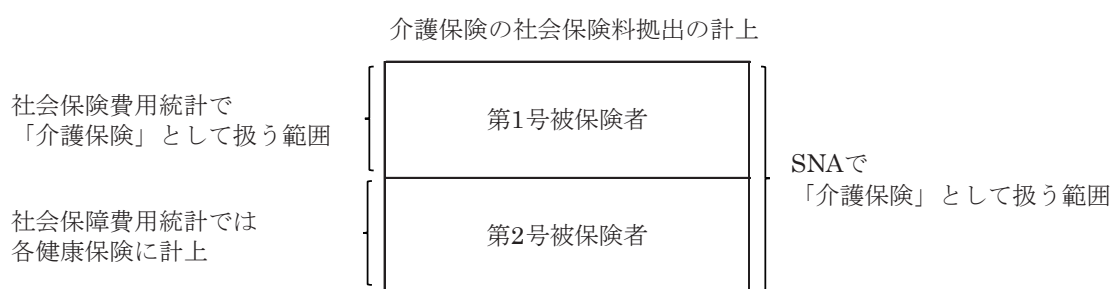 介護保険の社会保険料拠出の計上
社会保険費用統計で
「介護保険」として扱う範囲
第1号被保険者
SNAで
「介護保険」として扱う範囲
社会保障費用統計では
各健康保険に計上
第2号被保険者